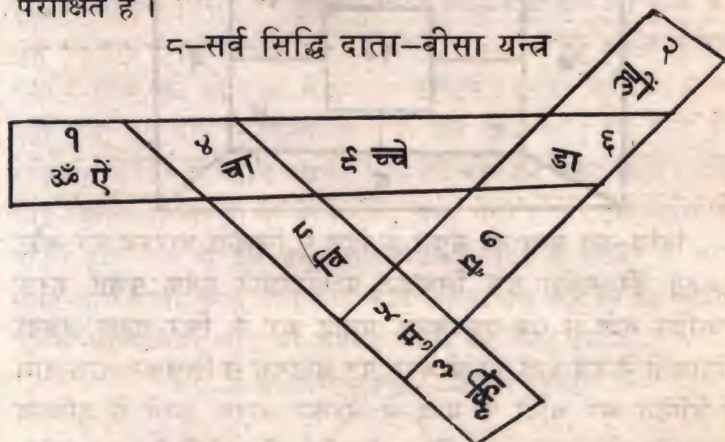 परीक्षित है ।
८–सर्व सिद्धि दाता–बीसा यन्त्र
१
ॐ ऐं
४
चा
९ च्चे
डा ६
२
८
वि
७
५
३